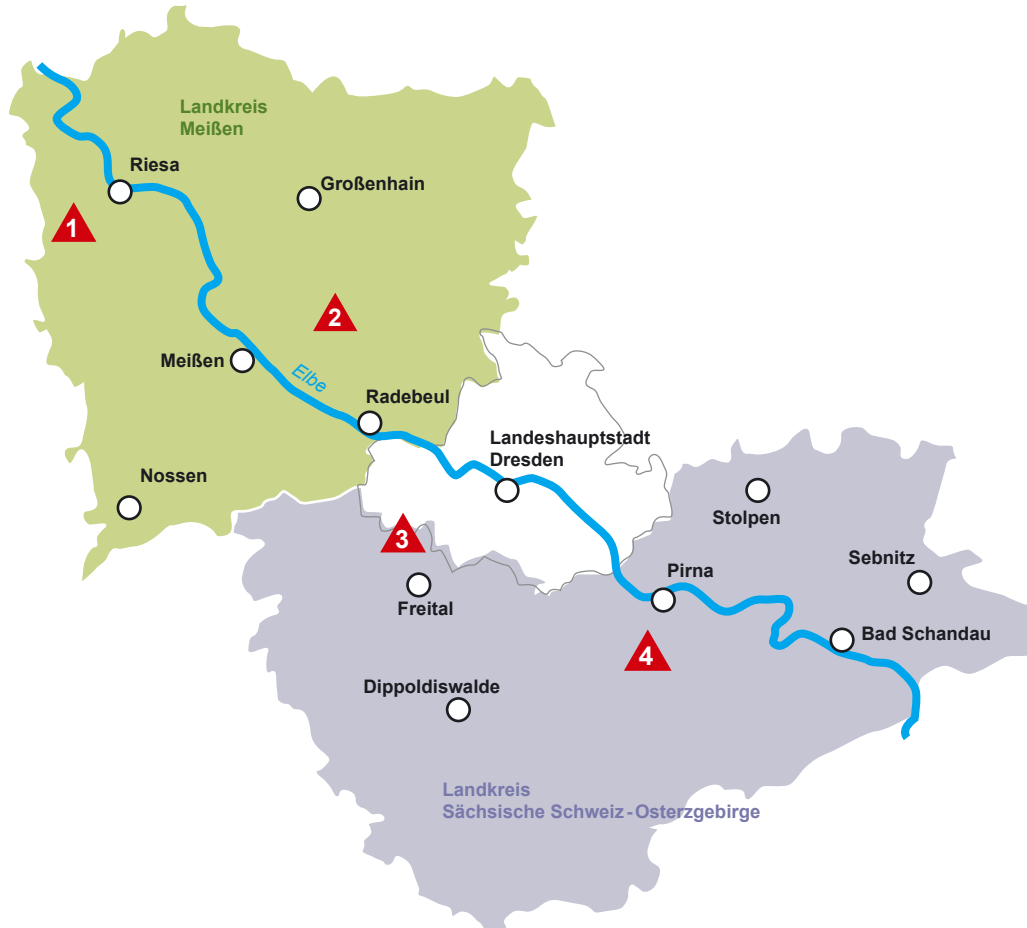 Landkreis
Meißen
Riesa
Großenhain
1
2
Meißen
Elbe
Radebeul
Landeshauptstadt
Dresden
Nossen
Stolpen
3
Sebnitz
Pirna
Freital
Bad Schandau
4
Dippoldiswalde
Landkreis
Sächsische Schweiz-Osterzgebirge